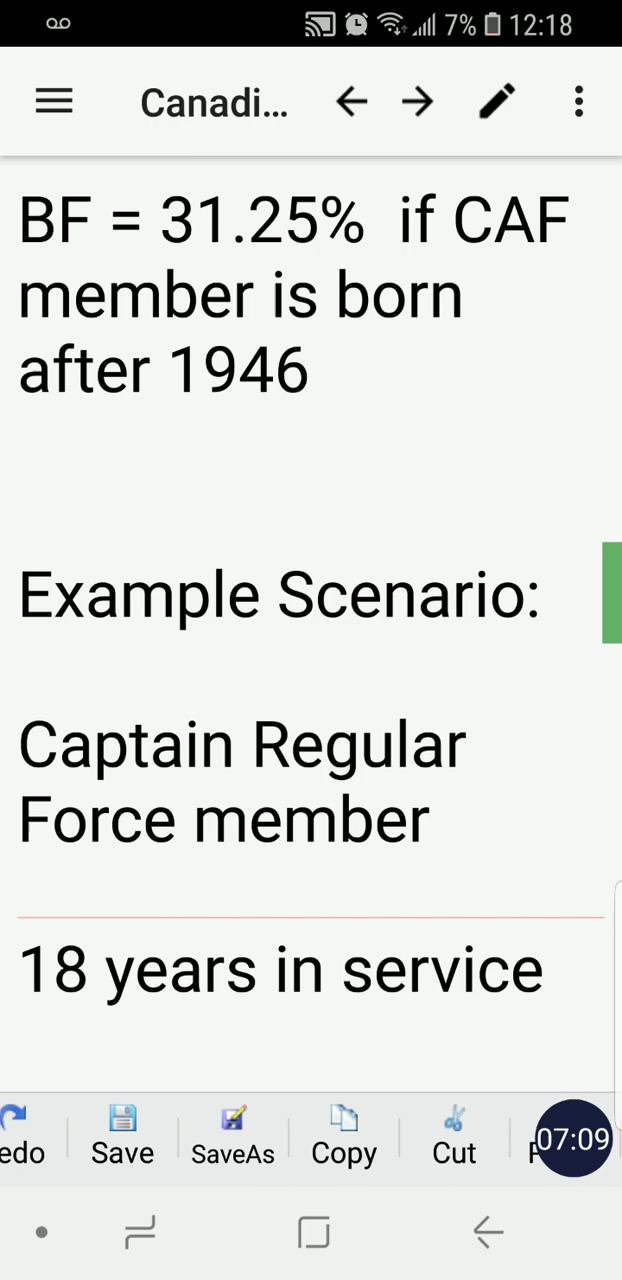 7% 12:18
Canadi...
BF = 31.25%  if CAF
member is born
after 1946
Example Scenario:
Captain Regular
Force member
18 years in service
edo Save SaveAs Copy Cut
07:09